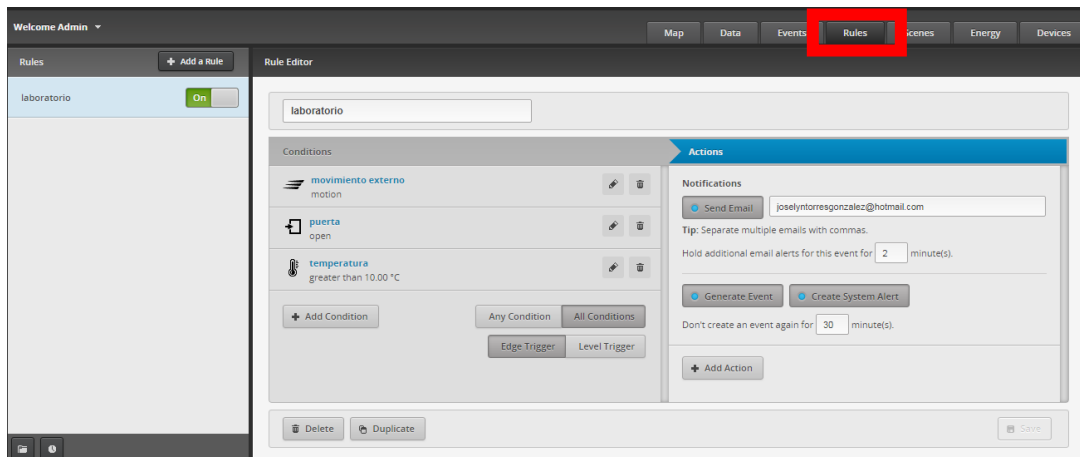 Welcome Admin
Map Data Events Rules Scenes Energy Devices
Rules + Add a Rule
Rule Editor
laboratorio On
laboratorio
Conditions
movimiento externo
motion
puerta
open
temperatura
greater than 10.00 °C
+ Add Condition
Any Condition All Conditions
Edge Trigger Level Trigger
Actions
Notifications
Send Email joselyntorresgonzalez@hotmail.com
Tip: Separate multiple emails with commas.
Hold additional email alerts for this event for 2 minute(s).
Generate Event Create System Alert
Don't create an event again for 30 minute(s).
+ Add Action
Delete Duplicate
Save